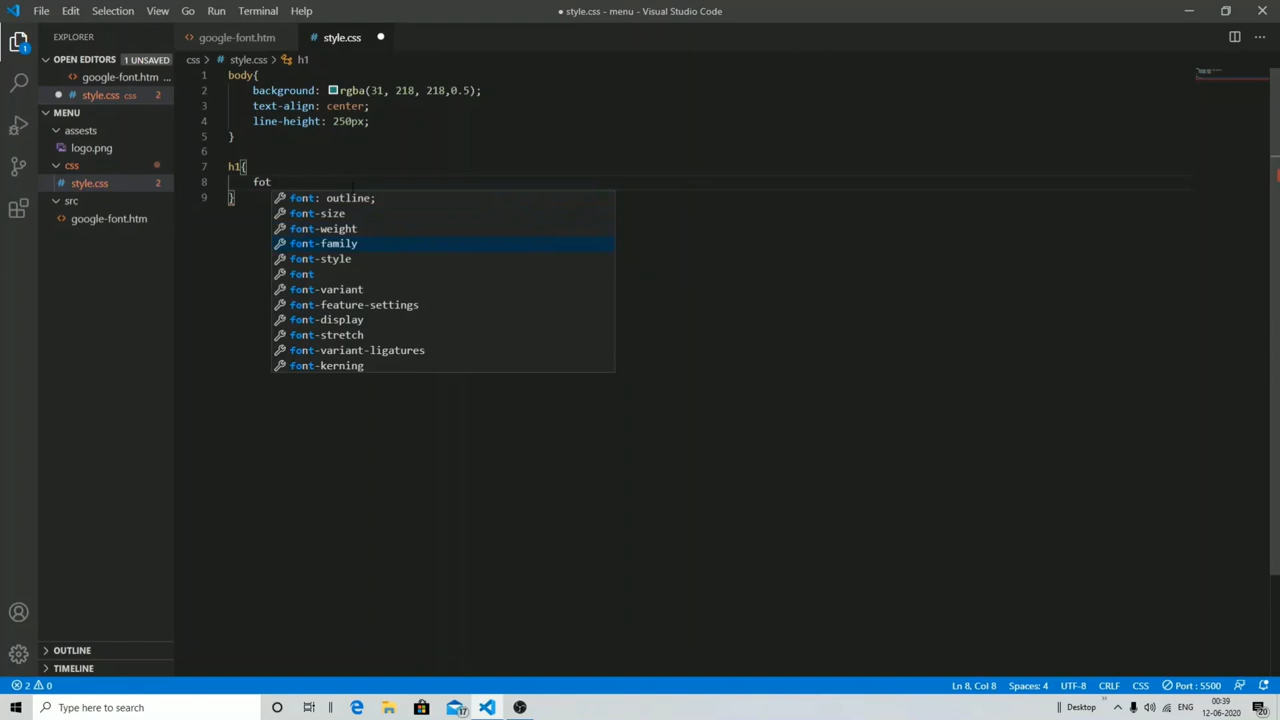 File Edit Selection View Go Run Terminal Help
● style.css - menu - Visual Studio Code
EXPLORER
google-font.htm
style.css
OPEN EDITORS 1 UNSAVED
google-font.htm ...
style.css css 2
MENU
assests
logo.png
css
style.css 2
src
google-font.htm
OUTLINE
TIMELINE
css > # style.css > h1
1 body{
2 background: rgba(31, 218, 218,0.5);
3 text-align: center;
4 line-height: 250px;
5 }
6
7 h1{
8 fot
9 }
font: outline;
font-size
font-weight
font-family
font-style
font
font-variant
font-feature-settings
font-display
font-stretch
font-variant-ligatures
font-kerning
1
2 0
Ln 8, Col 8 Spaces: 4 UTF-8 CRLF CSS Port : 5500
Type here to search
17
Desktop
ENG
00:39
12-06-2020
20